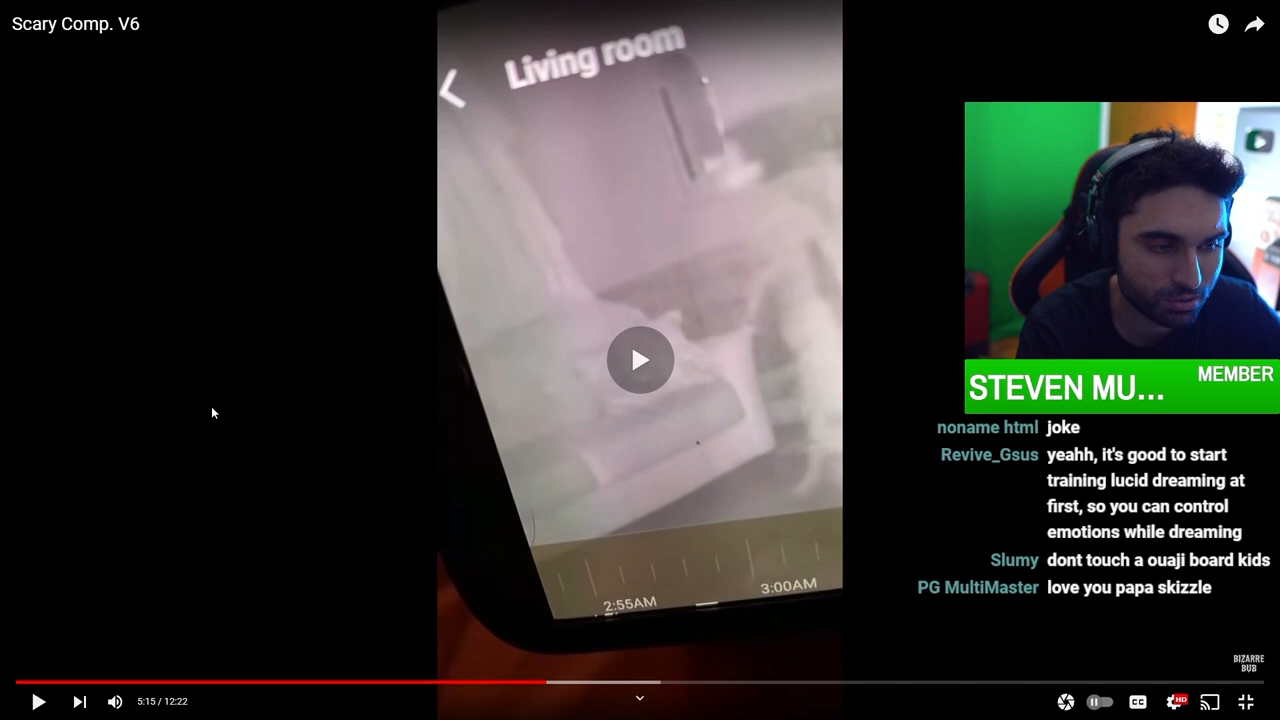 Scary Comp. V6
Living room
2:55AM
3:00AM
MEMBER
STEVEN MU...
noname html joke
Revive_Gsus yeahh, it's good to start
training lucid dreaming at
first, so you can control
emotions while dreaming
Slumy dont touch a ouaji board kids
PG MultiMaster love you papa skizzle
BIZARRE
BUB
5:15 / 12:22
CC
HD